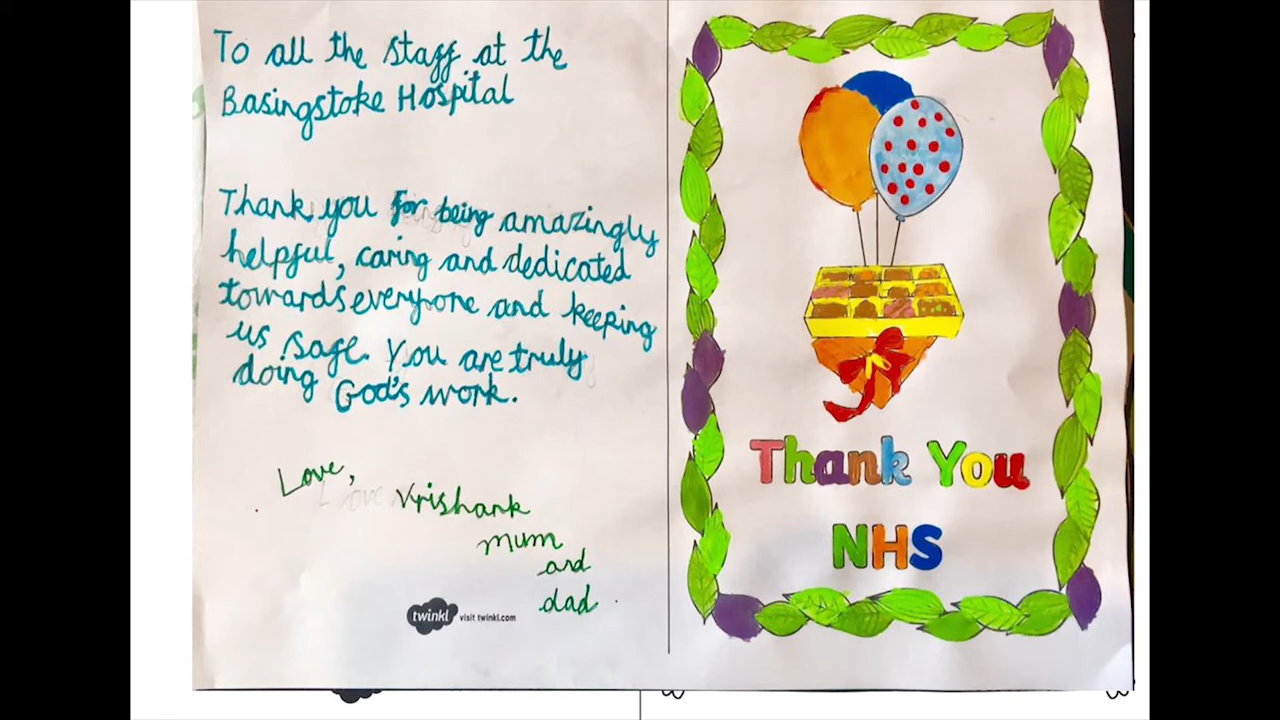 To all the staff at the
Basingstoke Hospital
Thank you for being amazingly
helpful, caring and dedicated
towards everyone and keeping
us safe. You are truly
doing God's work.
Love,
Vrishank
mum
and
dad
twinkl visit twinkl.com
Thank You
NHS